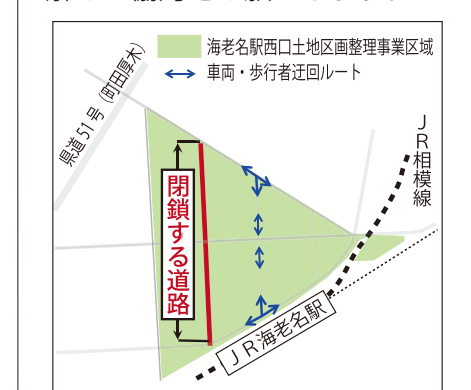 海老名駅西口土地区画整理事業区域
車両・歩行者迂回ルート
県道51号（町田厚木）
JR相模線
閉鎖する道路
JR海老名駅